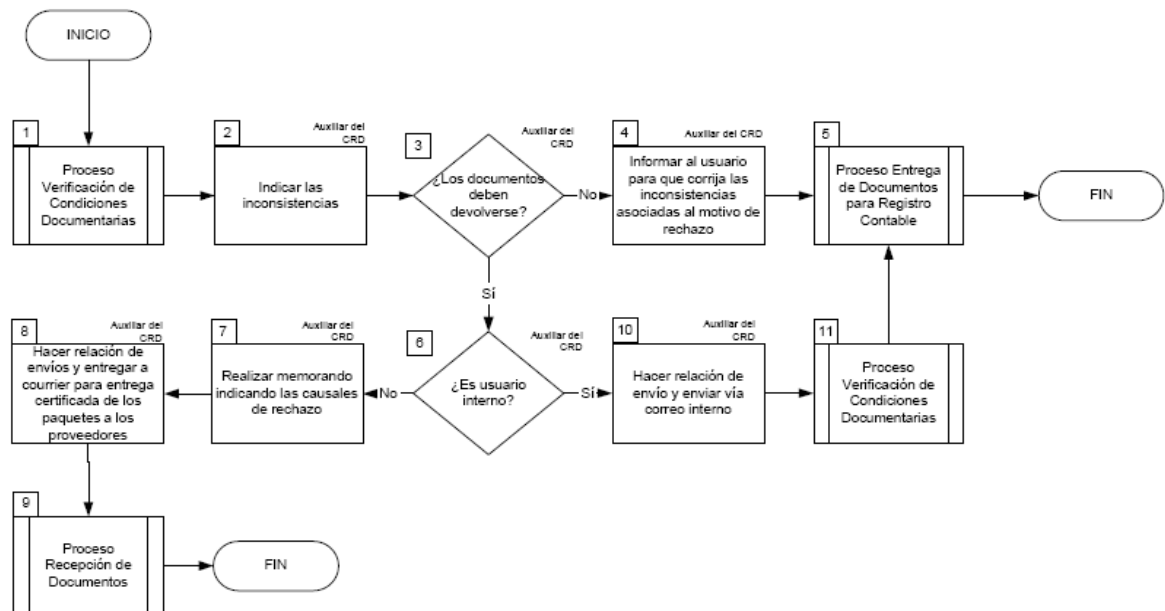 INICIO
1
Proceso
Verificación de
Condiciones
Documentarias
2
Auxiliar del
CRD
Indicar las
inconsistencias
3
Auxiliar del
CRD
¿Los documentos
deben
devolverse?
No
4
Auxiliar del CRD
Informar al usuario
para que corrija las
inconsistencias
asociadas al motivo de
rechazo
5
Proceso Entrega
de Documentos
para Registro
Contable
FIN
Sí
6
Auxiliar del
CRD
¿Es usuario
interno?
No
7
Auxiliar del
CRD
Realizar memorando
indicando las causales
de rechazo
8
Auxiliar del
CRD
Hacer relación de
envíos y entregar a
courrier para entrega
certificada de los
paquetes a los
proveedores
9
Proceso
Recepción de
Documentos
FIN
Sí
10
Auxiliar del
CRD
Hacer relación de
envío y enviar vía
correo interno
11
Proceso
Verificación de
Condiciones
Documentarias